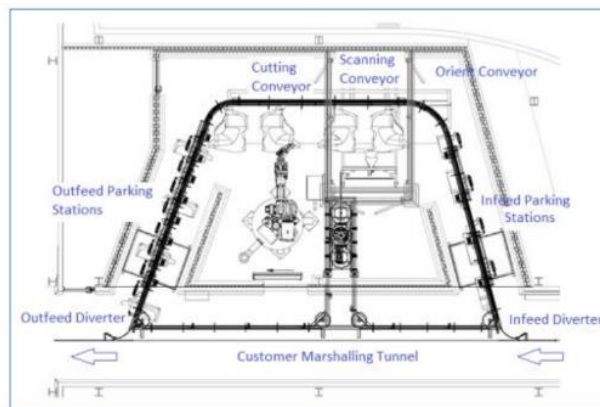 Cutting
Conveyor
Scanning
Conveyor
Orient Conveyor
Outfeed Parking
Stations
Infeed Parking
Stations
Outfeed Diverter
Infeed Diverter
Customer Marshalling Tunnel